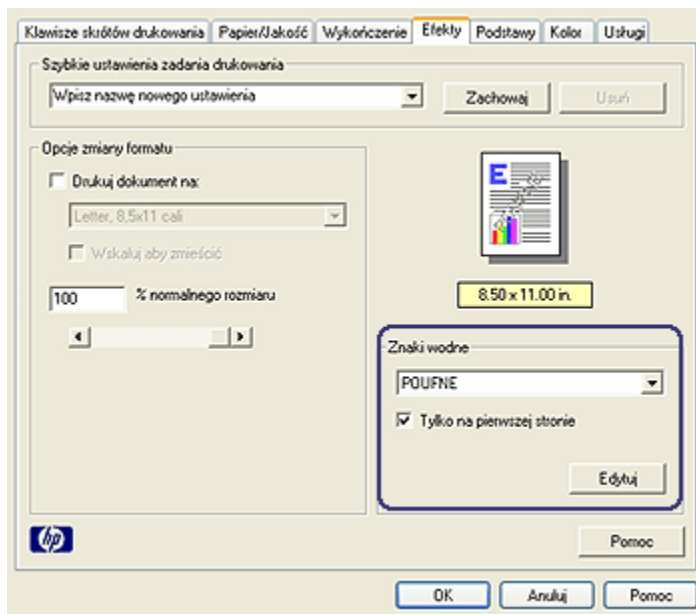 Klawisze skrótów drukowania Papier/Jakość Wykończenie Efekty Podstawy Kolor Usługi
Szybkie ustawienia zadania drukowania
Wpisz nazwę nowego ustawienia Zachowaj Usuń
Opcje zmiany formatu
Drukuj dokument na:
Letter, 8,5x11 cali
Wskaluj aby zmieścić
100 % normalnego rozmiaru
E
8.50 x 11.00 in.
Znaki wodne
POUFNE
Tylko na pierwszej stronie
Edytuj
hp
Pomoc
OK Anuluj Pomoc